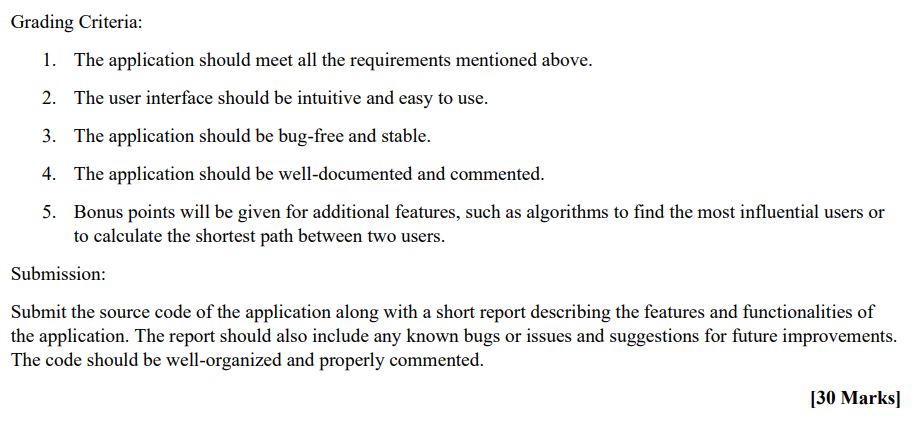 Grading Criteria:
1. The application should meet all the requirements mentioned above.
2. The user interface should be intuitive and easy to use.
3. The application should be bug-free and stable.
4. The application should be well-documented and commented.
5. Bonus points will be given for additional features, such as algorithms to find the most influential users or
to calculate the shortest path between two users.
Submission:
Submit the source code of the application along with a short report describing the features and functionalities of
the application. The report should also include any known bugs or issues and suggestions for future improvements.
The code should be well-organized and properly commented.
[30 Marks]